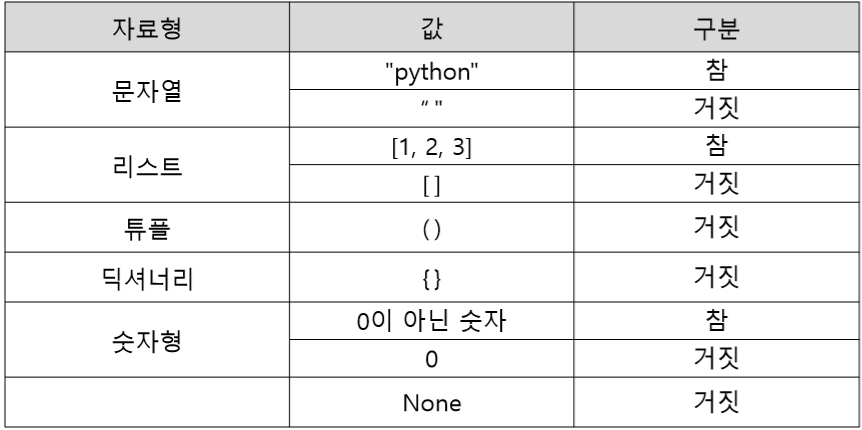 자료형 값 구분
문자열 "python" 참
“ " 거짓
리스트 [1, 2, 3] 참
[ ] 거짓
튜플 ( ) 거짓
딕셔너리 { } 거짓
숫자형 0이 아닌 숫자 참
0 거짓
None 거짓